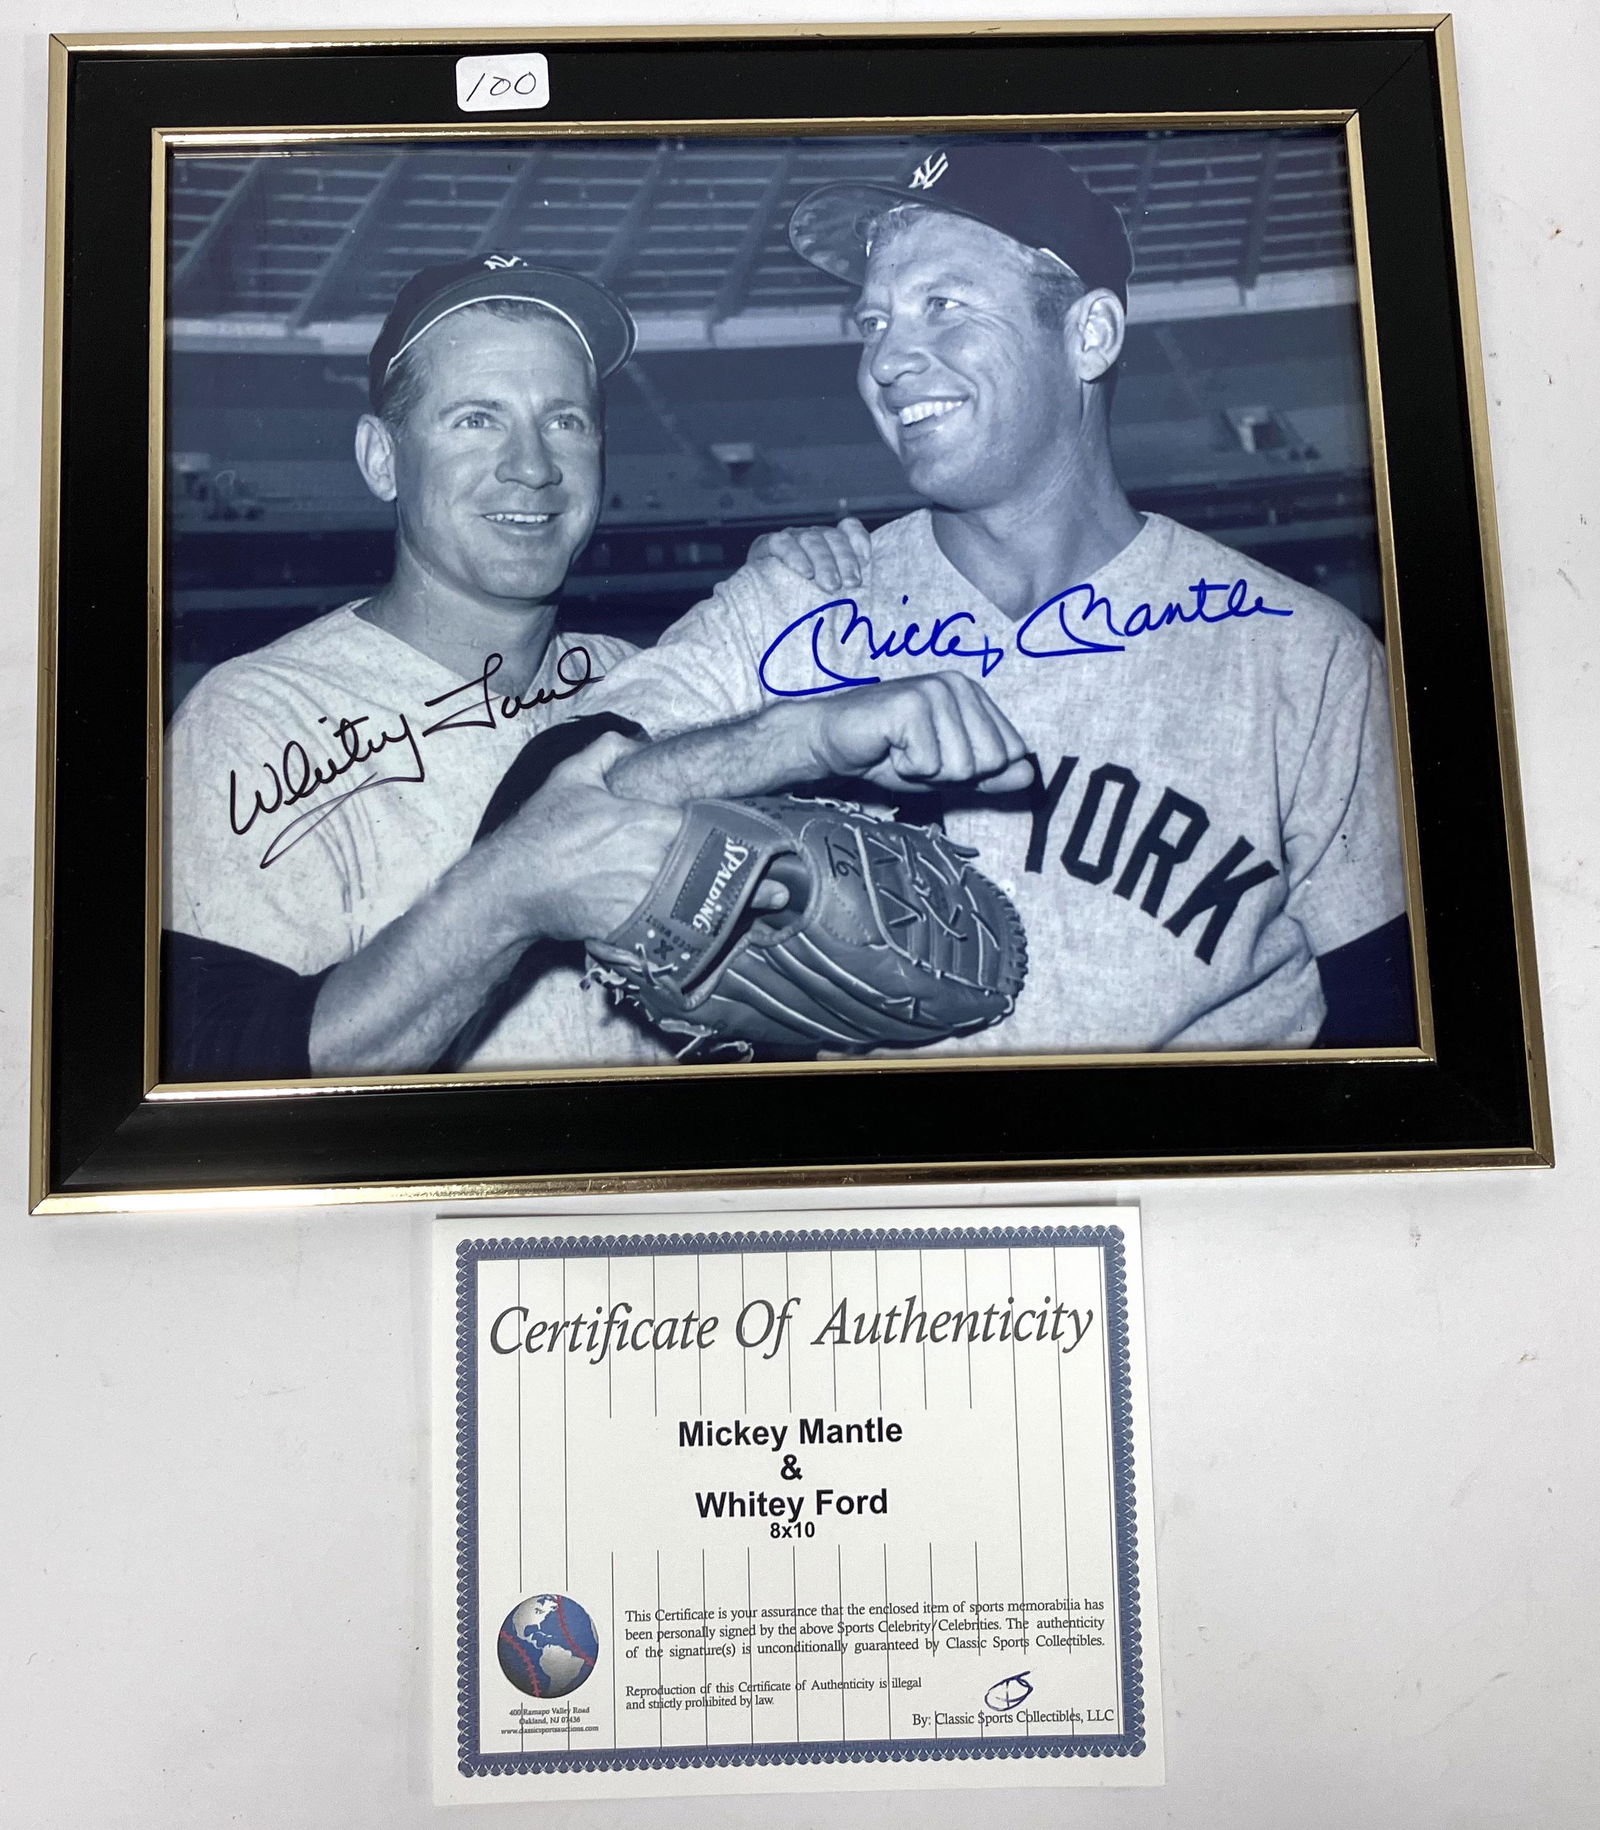 100
NY
NY
Mickey Mantle
Whitey Ford
YORK
SPALDING
16
Certificate Of Authenticity
Mickey Mantle
&
Whitey Ford
8x10
This Certificate is your assurance that the enclosed item of sports memorabilia has
been personally signed by the above Sports Celebrity/Celebrities. The authenticity
of the signature(s) is unconditionally guaranteed by Classic Sports Collectibles.
Reproduction of this Certificate of Authenticity is illegal
and strictly prohibited by law.
400 Ramapo Valley Road
Oakland, NJ 07436
www.classicsportsauctions.com
By: Classic Sports Collectibles, LLC